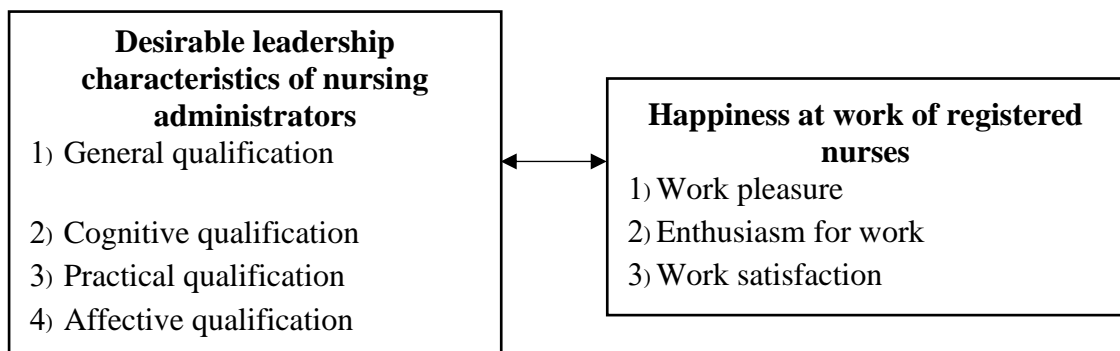 Desirable leadership
characteristics of nursing
administrators
1) General qualification
2) Cognitive qualification
3) Practical qualification
4) Affective qualification
Happiness at work of registered
nurses
1) Work pleasure
2) Enthusiasm for work
3) Work satisfaction